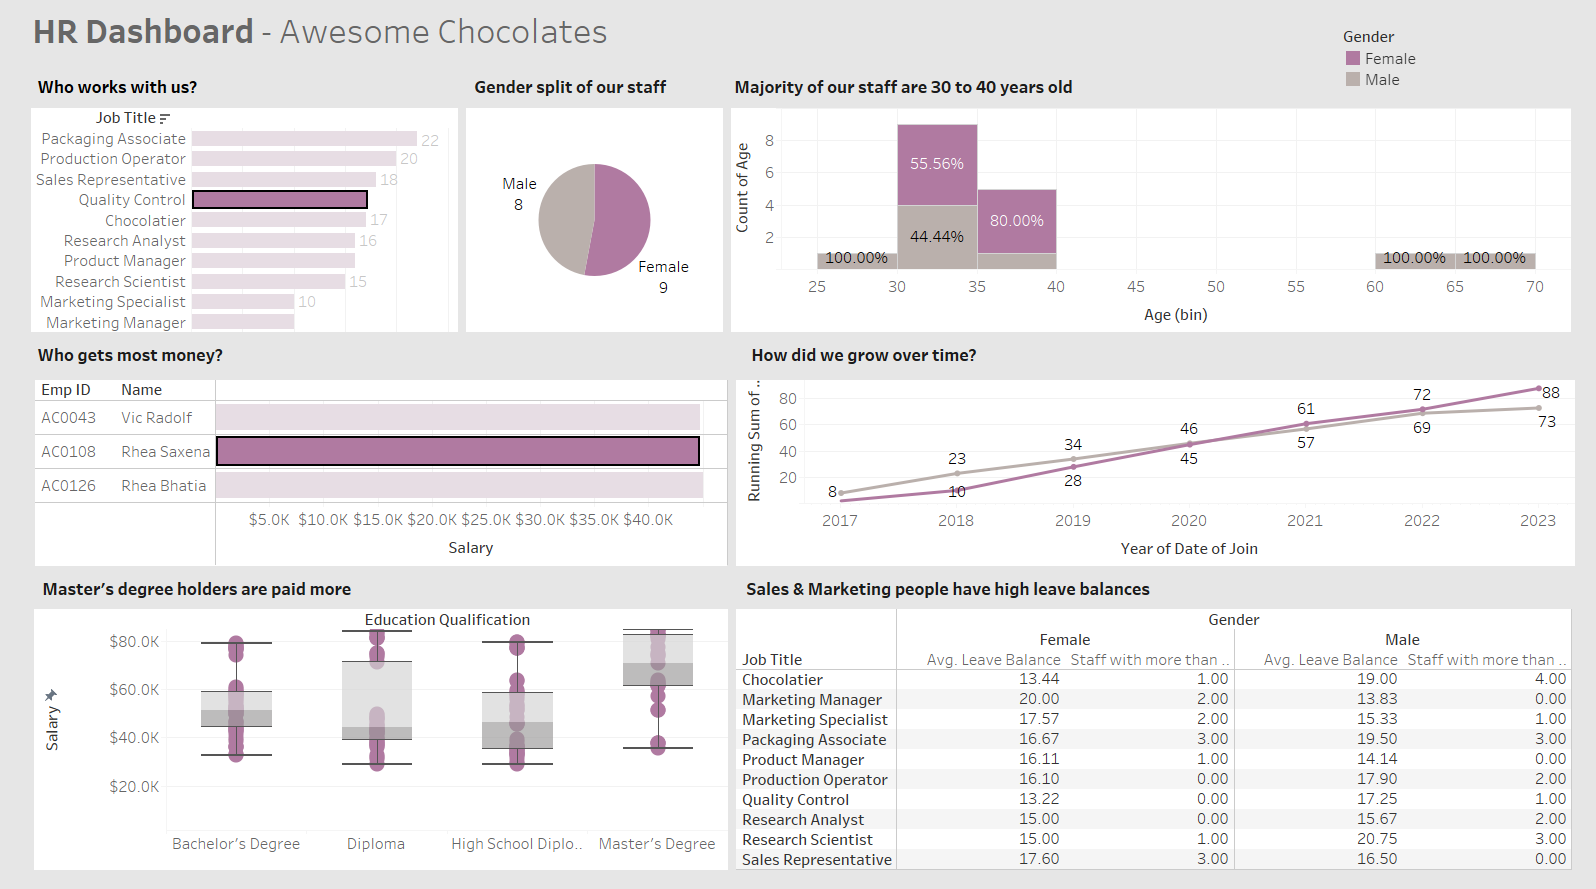 HR Dashboard - Awesome Chocolates
Gender
Female
Male
Who works with us?
Job Title
Packaging Associate 22
Production Operator 20
Sales Representative 18
Quality Control
Chocolatier 17
Research Analyst 16
Product Manager
Research Scientist 15
Marketing Specialist 10
Marketing Manager
Gender split of our staff
Male
8
Female
9
Majority of our staff are 30 to 40 years old
Count of Age
8
6
4
2
55.56%
80.00%
44.44%
100.00%
100.00% 100.00%
25 30 35 40 45 50 55 60 65 70
Age (bin)
Who gets most money?
Emp ID Name
AC0043 Vic Radolf
AC0108 Rhea Saxena
AC0126 Rhea Bhatia
$5.0K $10.0K $15.0K $20.0K $25.0K $30.0K $35.0K $40.0K
Salary
How did we grow over time?
Running Sum of ..
80
60
40
20
8
23
10
34
28
46
45
61
57
72
69
88
73
2017 2018 2019 2020 2021 2022 2023
Year of Date of Join
Master's degree holders are paid more
Education Qualification
Salary
$80.0K
$60.0K
$40.0K
$20.0K
Bachelor's Degree Diploma High School Diplo.. Master's Degree
Sales & Marketing people have high leave balances
Gender
Female Male
Job Title Avg. Leave Balance Staff with more than .. Avg. Leave Balance Staff with more than ..
Chocolatier 13.44 1.00 19.00 4.00
Marketing Manager 20.00 2.00 13.83 0.00
Marketing Specialist 17.57 2.00 15.33 1.00
Packaging Associate 16.67 3.00 19.50 3.00
Product Manager 16.11 1.00 14.14 0.00
Production Operator 16.10 0.00 17.90 2.00
Quality Control 13.22 0.00 17.25 1.00
Research Analyst 15.00 0.00 15.67 2.00
Research Scientist 15.00 1.00 20.75 3.00
Sales Representative 17.60 3.00 16.50 0.00